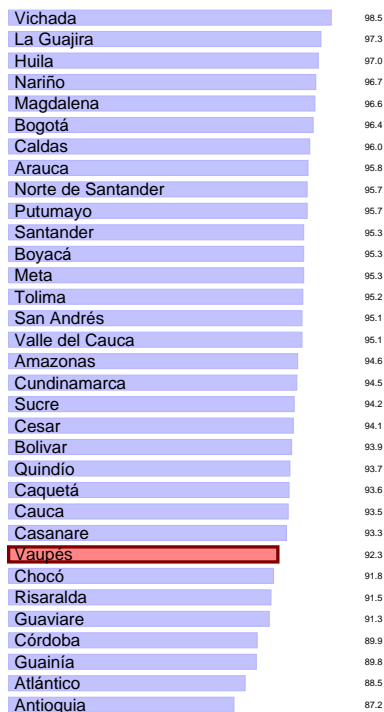 Vichada 98.5
La Guajira 97.3
Huila 97.0
Nariño 96.7
Magdalena 96.6
Bogotá 96.4
Caldas 96.0
Arauca 95.8
Norte de Santander 95.7
Putumayo 95.7
Santander 95.3
Boyacá 95.3
Meta 95.3
Tolima 95.2
San Andrés 95.1
Valle del Cauca 95.1
Amazonas 94.6
Cundinamarca 94.5
Sucre 94.2
Cesar 94.1
Bolivar 93.9
Quindío 93.7
Caquetá 93.6
Cauca 93.5
Casanare 93.3
Vaupés 92.3
Chocó 91.8
Risaralda 91.5
Guaviare 91.3
Córdoba 89.9
Guainía 89.8
Atlántico 88.5
Antioquia 87.2